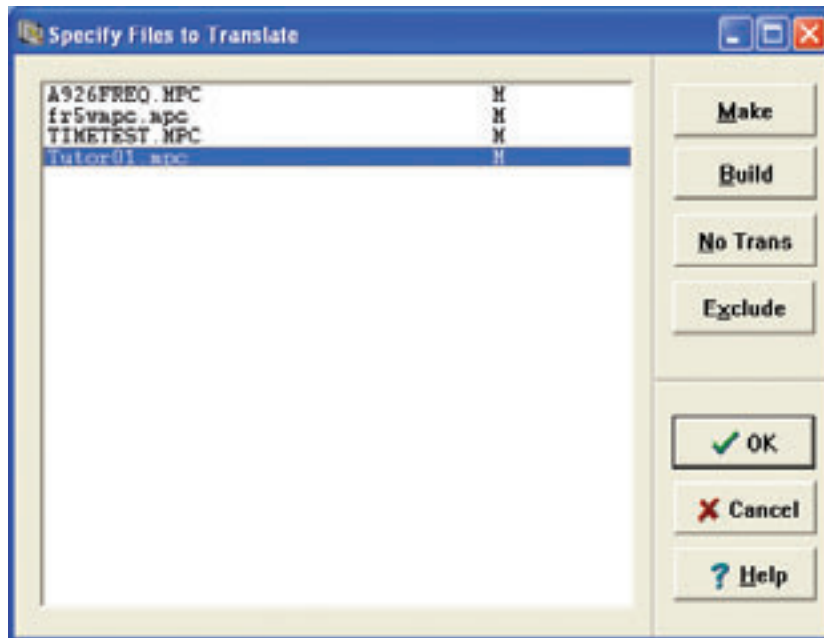 Specify Files to Translate
A926FREQ.MPC M
fr5vmpc.mpc M
TIMETEST.MPC M
Tutor01.mpc M
Make
Build
No Trans
Exclude
OK
Cancel
Help